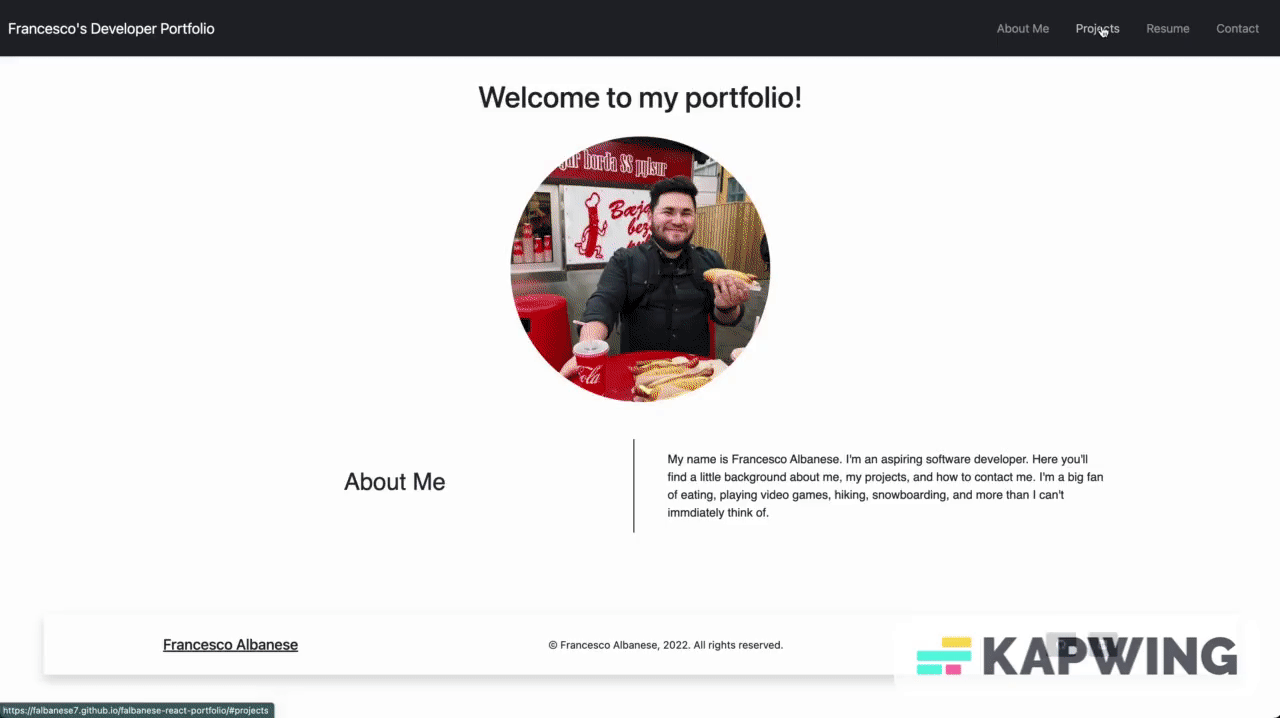 Francesco's Developer Portfolio
About Me Projects Resume Contact
Welcome to my portfolio!
About Me
My name is Francesco Albanese. I'm an aspiring software developer. Here you'll
find a little background about me, my projects, and how to contact me. I'm a big fan
of eating, playing video games, hiking, snowboarding, and more than I can't
immdiately think of.
Francesco Albanese
© Francesco Albanese, 2022. All rights reserved.
KAPWING
https://falbanese7.github.io/falbanese-react-portfolio/#projects